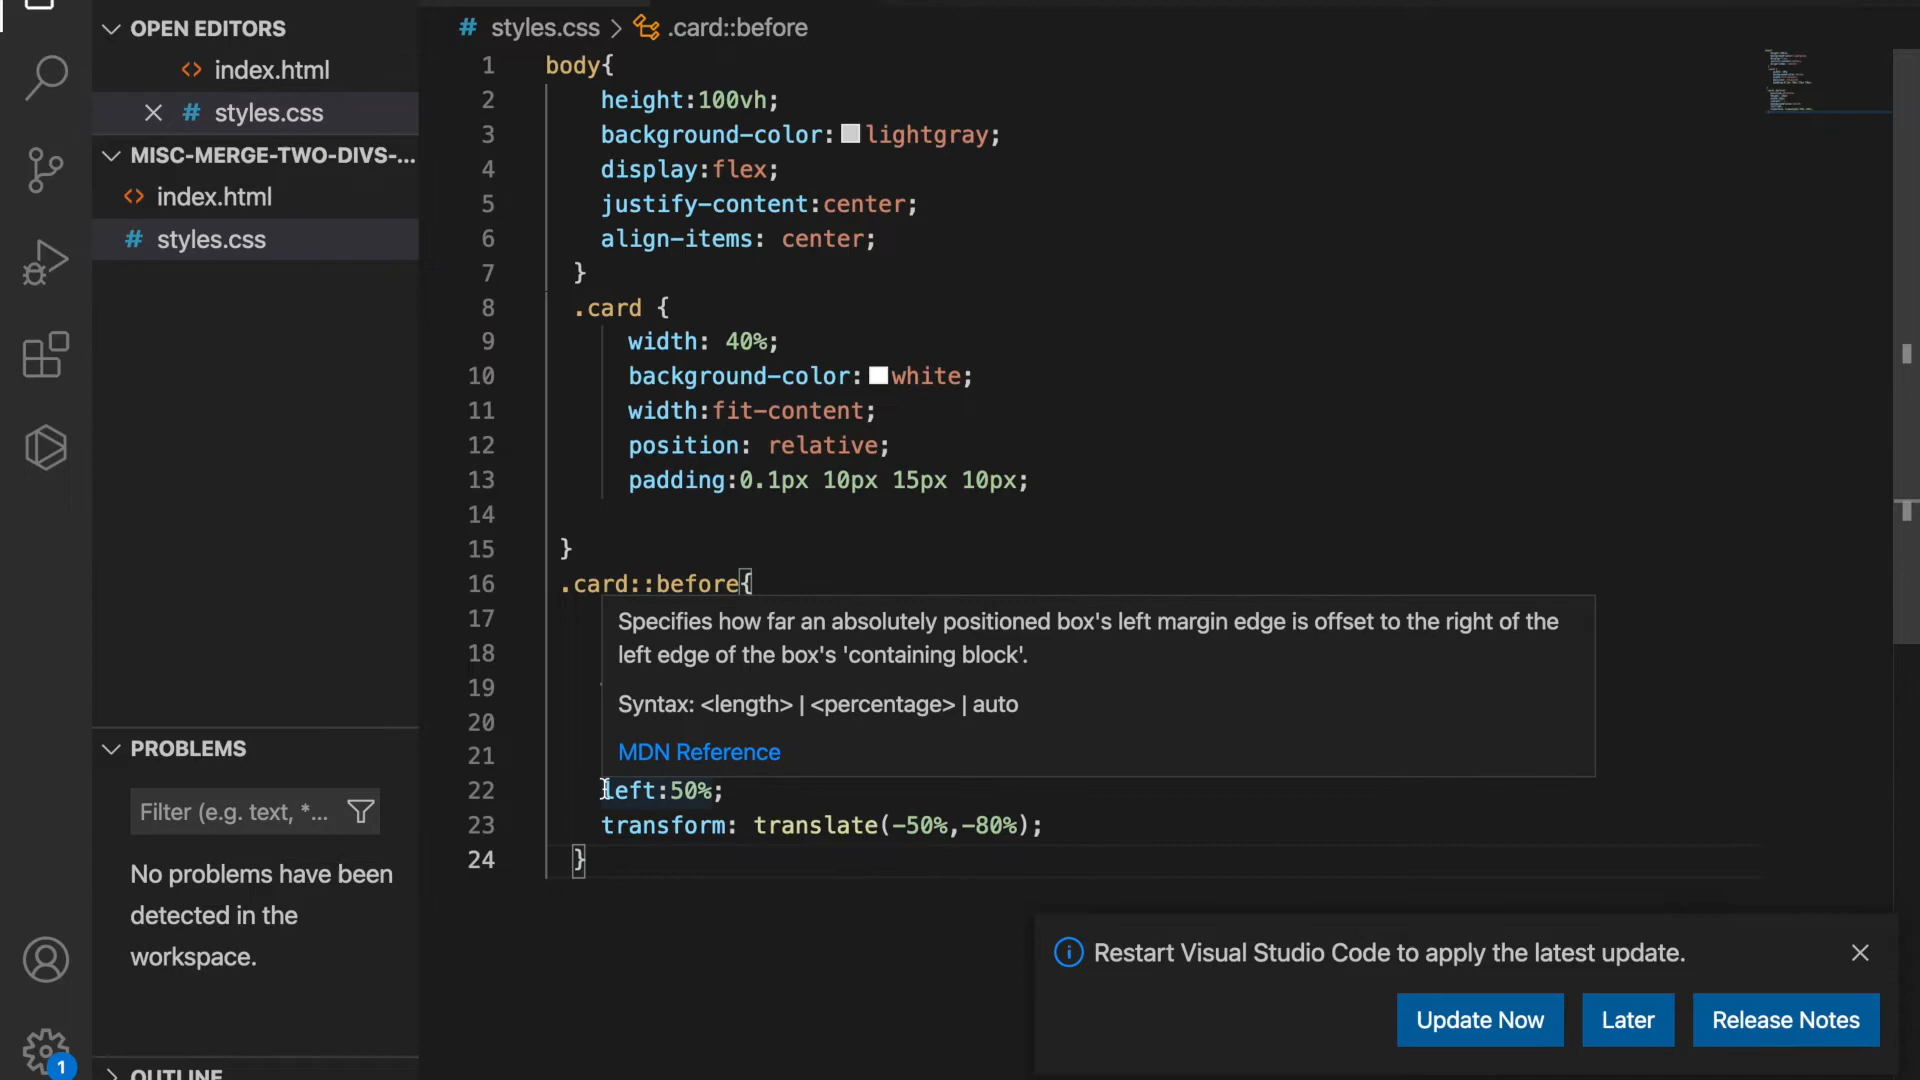 OPEN EDITORS
index.html
styles.css
MISC-MERGE-TWO-DIVS-...
index.html
styles.css
PROBLEMS
Filter (e.g. text, *...
No problems have been
detected in the
workspace.
OUTLINE
1
# styles.css > .card::before
1 body{
2 height:100vh;
3 background-color: lightgray;
4 display:flex;
5 justify-content:center;
6 align-items: center;
7 }
8 .card {
9 width: 40%;
10 background-color: white;
11 width:fit-content;
12 position: relative;
13 padding:0.1px 10px 15px 10px;
14
15 }
16 .card::before{
17
18
19
20
21
Specifies how far an absolutely positioned box's left margin edge is offset to the right of the
left edge of the box's 'containing block'.
Syntax: <length> | <percentage> | auto
MDN Reference
22 left:50%;
23 transform: translate(-50%,-80%);
24 }
Restart Visual Studio Code to apply the latest update.
Update Now
Later
Release Notes